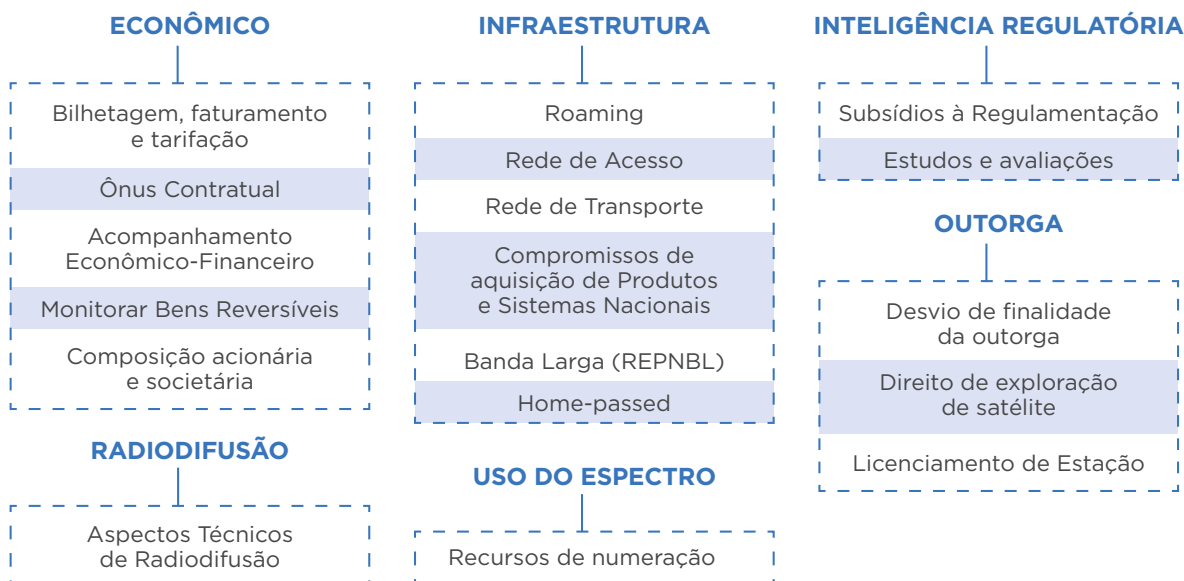 ECONÔMICO
Bilhetagem, faturamento
e tarifação
Ônus Contratual
Acompanhamento
Econômico-Financeiro
Monitorar Bens Reversíveis
Composição acionária
e societária
RADIODIFUSÃO
Aspectos Técnicos
de Radiodifusão
INFRAESTRUTURA
Roaming
Rede de Acesso
Rede de Transporte
Compromissos de
aquisição de Produtos
e Sistemas Nacionais
Banda Larga (REPNBL)
Home-passed
USO DO ESPECTRO
Recursos de numeração
INTELIGÊNCIA REGULATÓRIA
Subsídios à Regulamentação
Estudos e avaliações
OUTORGA
Desvio de finalidade
da outorga
Direito de exploração
de satélite
Licenciamento de Estação